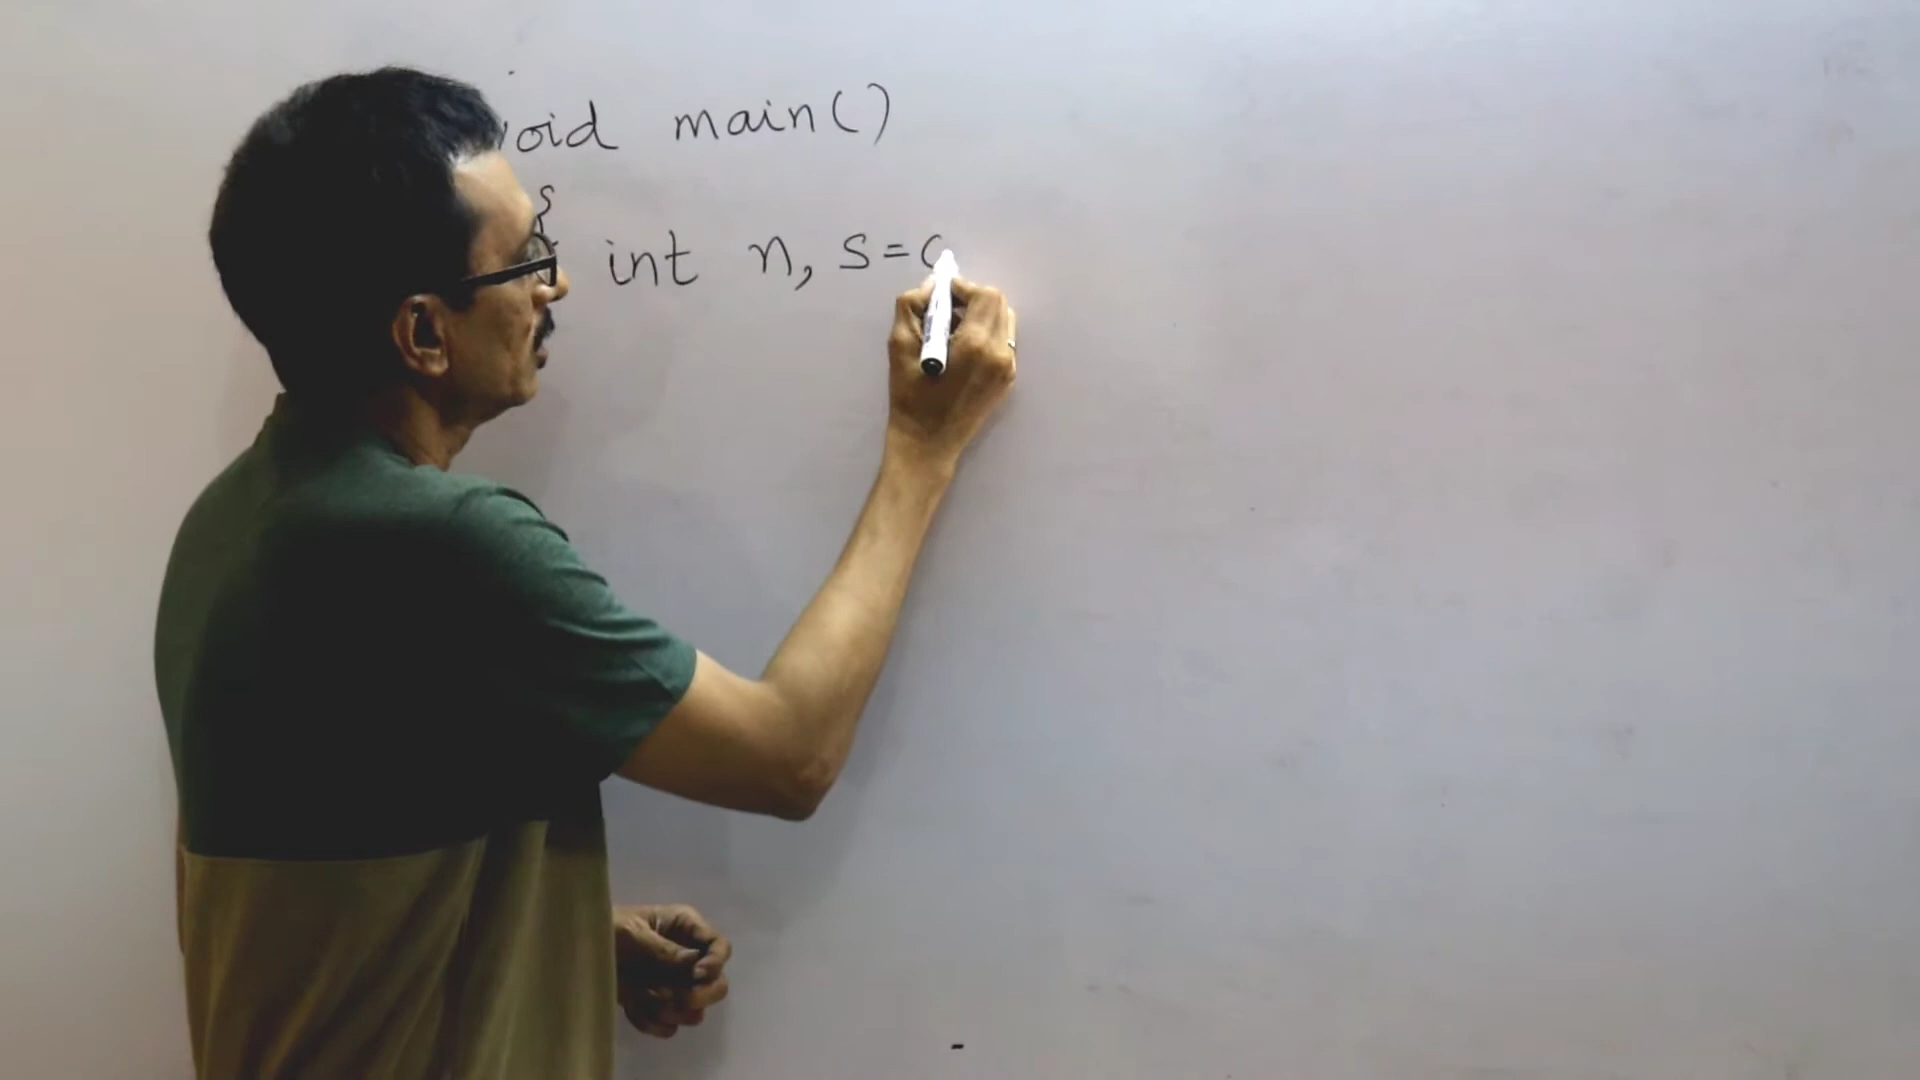 void main()
{
int n, s=